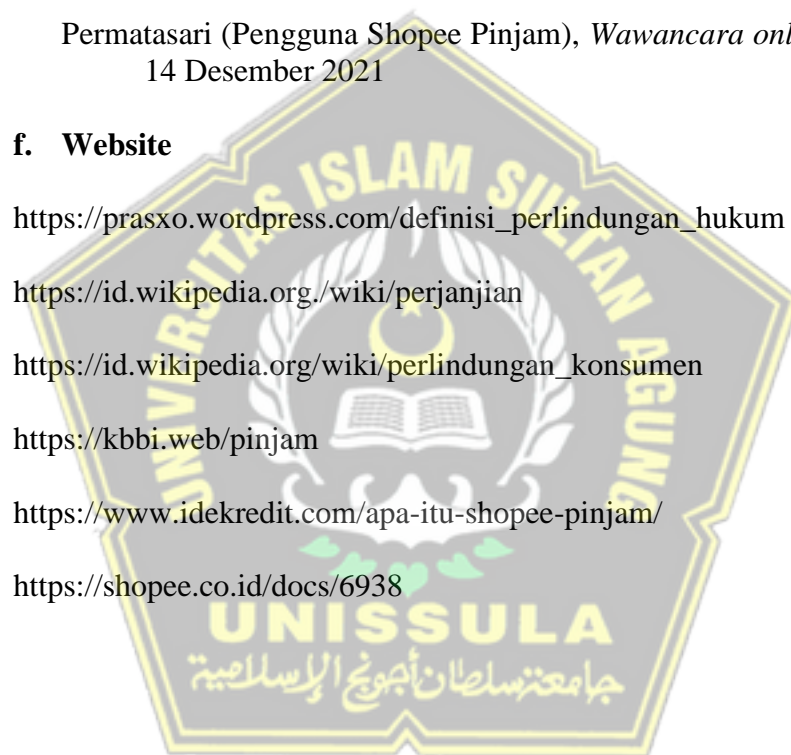 Permatasari (Pengguna Shopee Pinjam), Wawancara onl
14 Desember 2021
f. Website
https://prasxo.wordpress.com/definisi_perlindungan_hukum
https://id.wikipedia.org./wiki/perjanjian
https://id.wikipedia.org/wiki/perlindungan_konsumen
https://kbbi.web/pinjam
https://www.idekredit.com/apa-itu-shopee-pinjam/
https://shopee.co.id/docs/6938
UNIVERSITAS ISLAM SULTAN AGUNG
UNISSULA
جامعتنسلطان أجونج الإسلامية